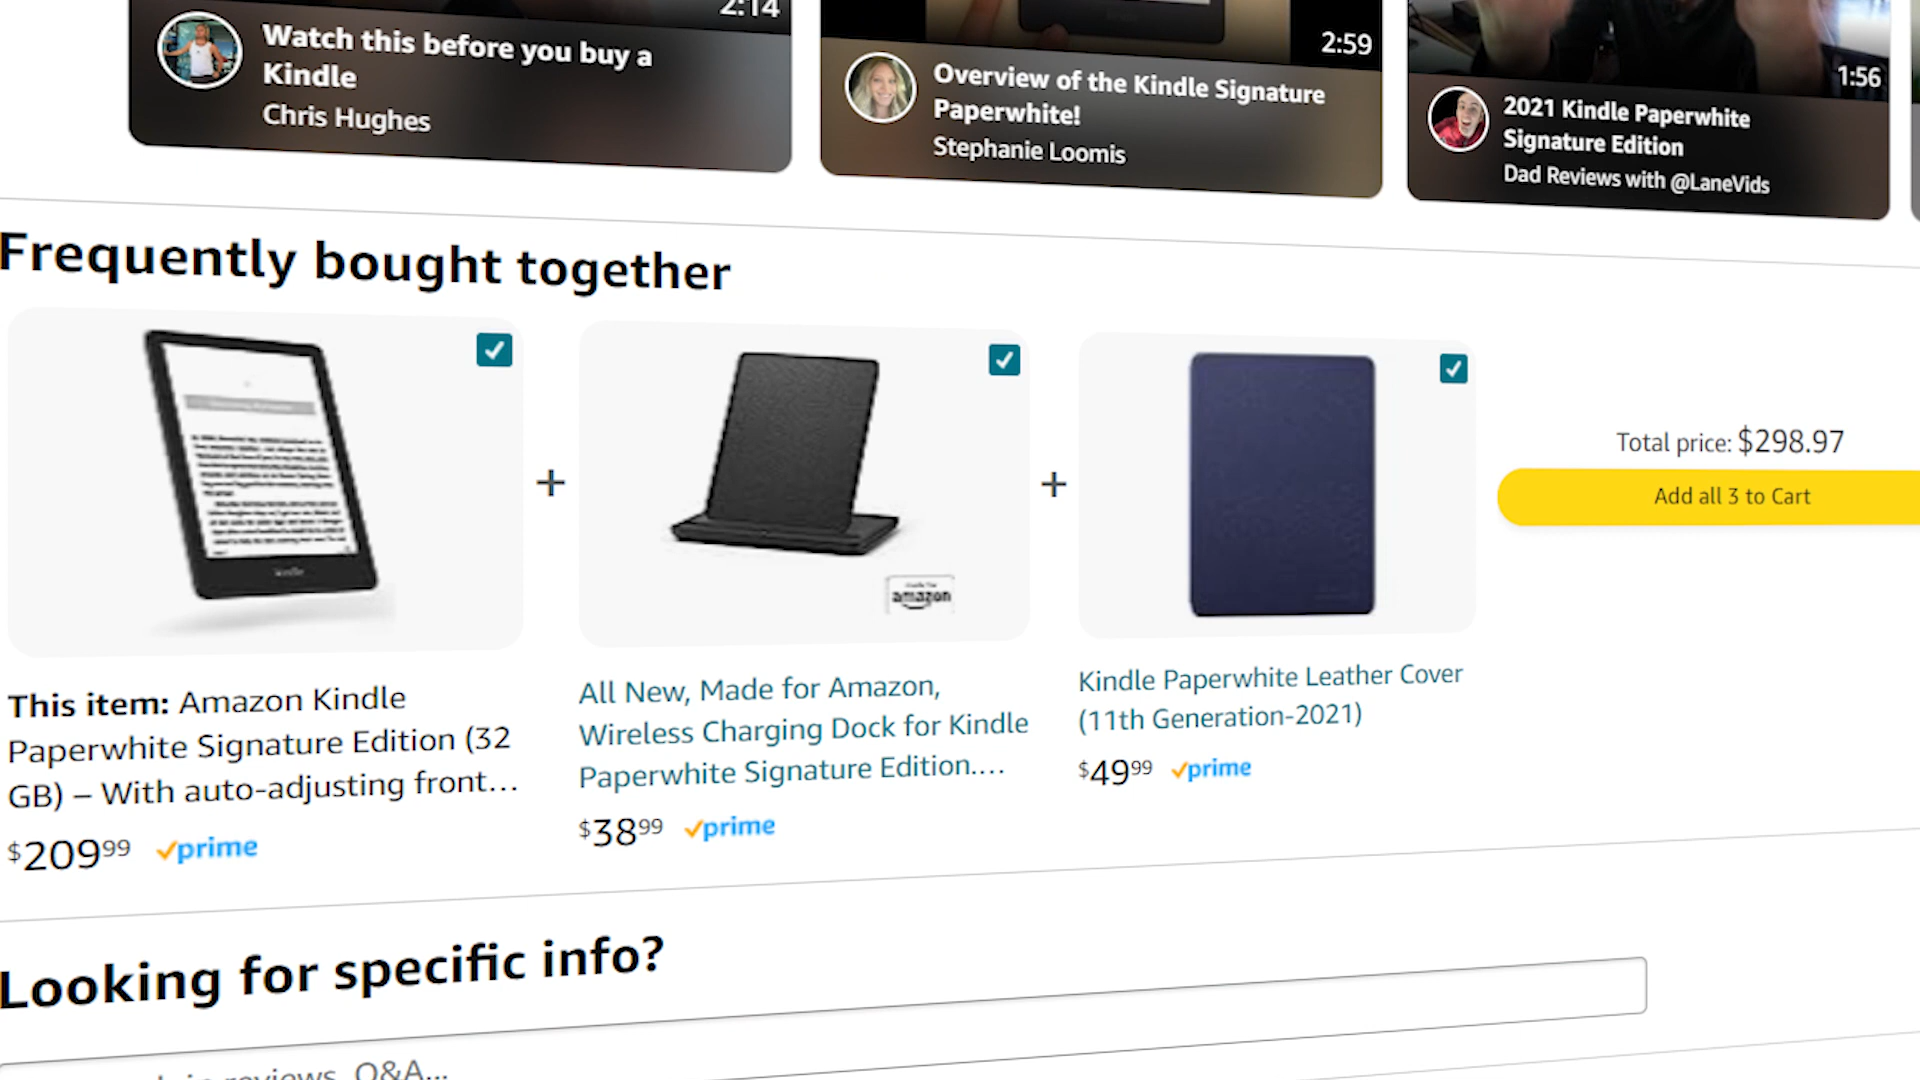 2:14
Watch this before you buy a
Kindle
Chris Hughes
2:59
Overview of the Kindle Signature
Paperwhite!
Stephanie Loomis
1:56
2021 Kindle Paperwhite
Signature Edition
Dad Reviews with @LaneVids
Frequently bought together
kindle
+
amazon
+
Total price: $298.97
Add all 3 to Cart
This item: Amazon Kindle
Paperwhite Signature Edition (32
GB) – With auto-adjusting front…
$209.99 prime
All New, Made for Amazon,
Wireless Charging Dock for Kindle
Paperwhite Signature Edition.…
$38.99 prime
Kindle Paperwhite Leather Cover
(11th Generation-2021)
$49.99 prime
Looking for specific info?
reviews, Q&A...